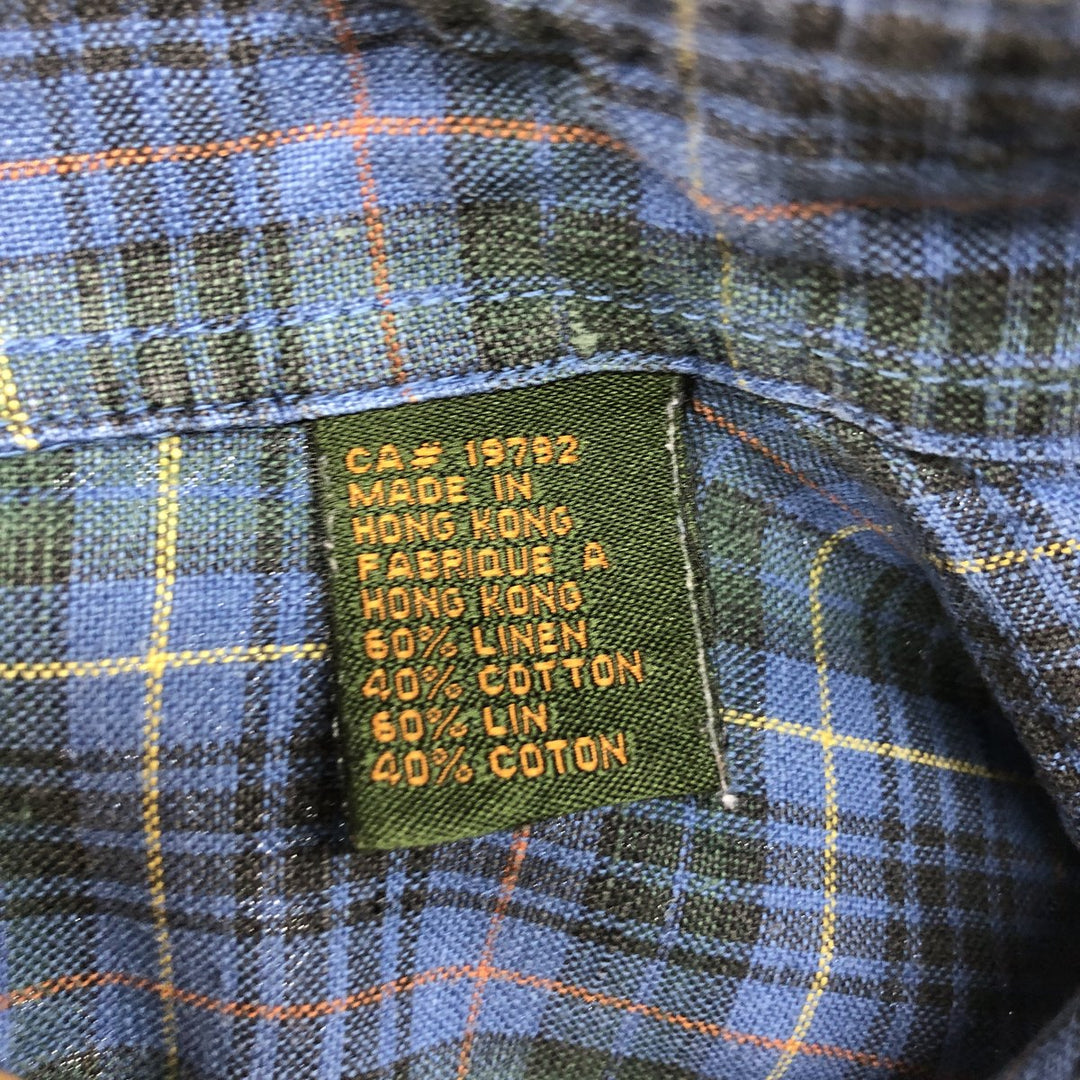 CA# 19792
MADE IN
HONG KONG
FABRIQUE A
HONG KONG
60% LINEN
40% COTTON
60% LIN
40% COTON